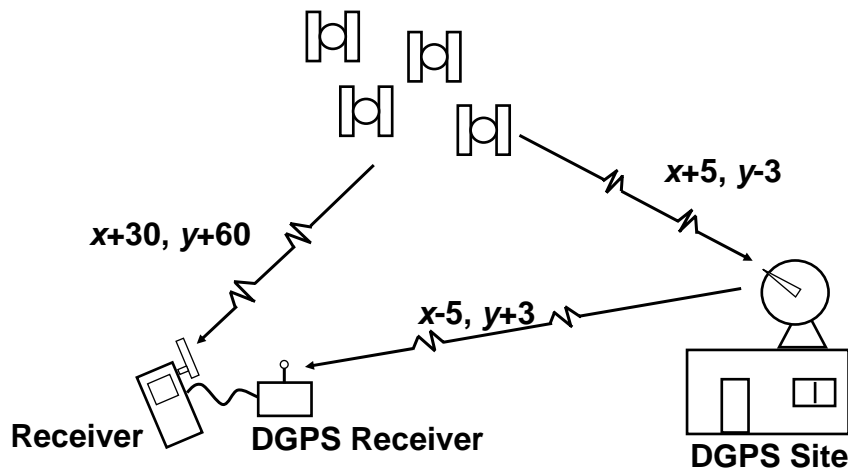 x+5, y-3
x+30, y+60
x-5, y+3
Receiver
DGPS Receiver
DGPS Site